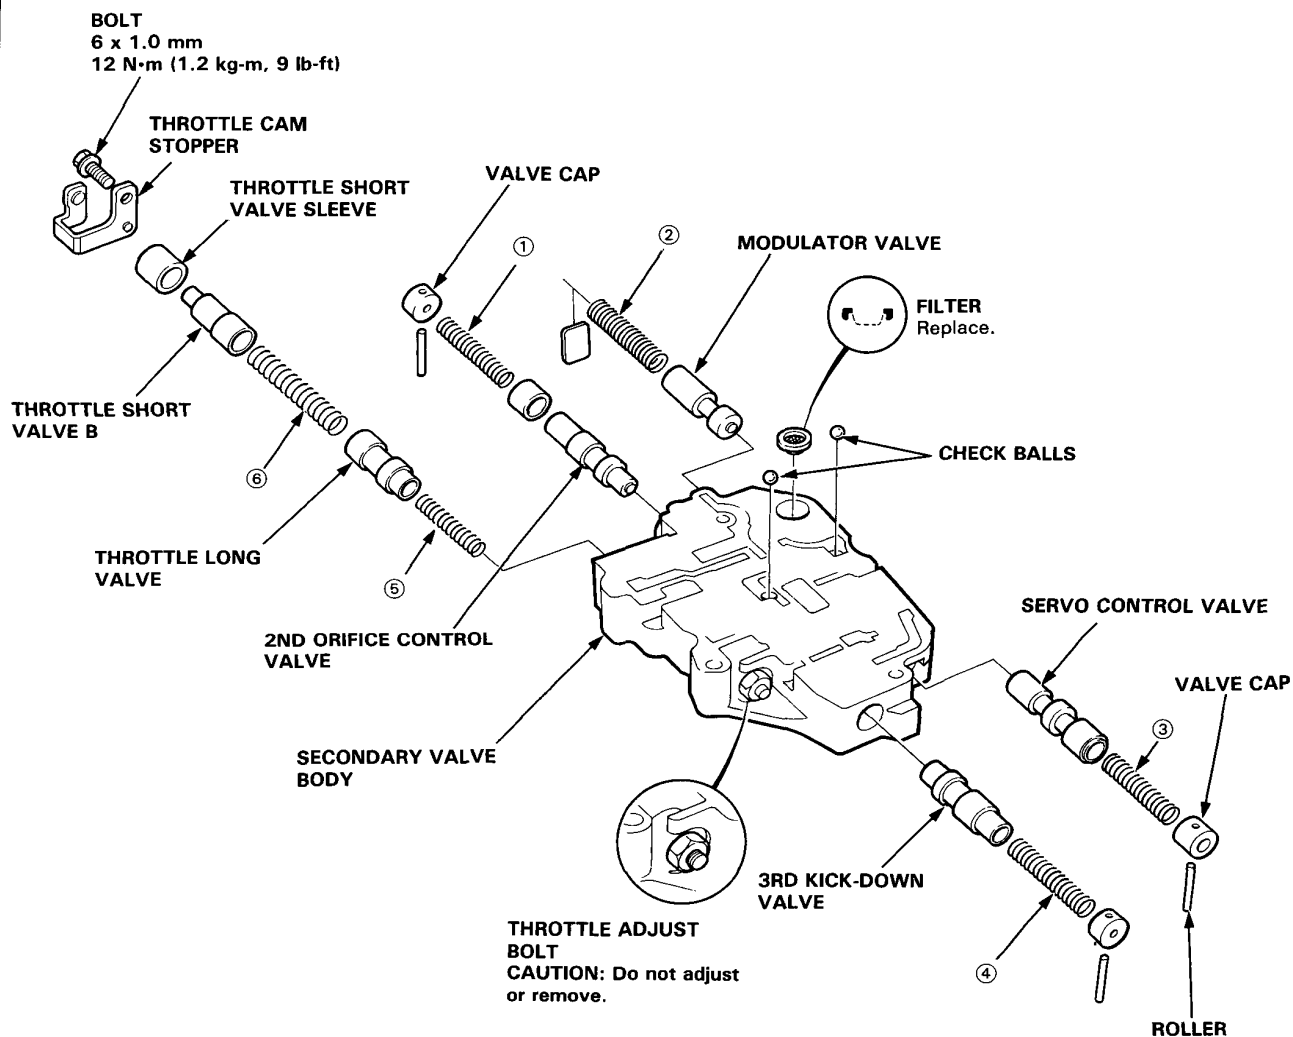 BOLT
6 x 1.0 mm
12 N•m (1.2 kg-m, 9 lb-ft)
THROTTLE CAM
STOPPER
THROTTLE SHORT
VALVE SLEEVE
VALVE CAP
①
②
MODULATOR VALVE
FILTER
Replace.
THROTTLE SHORT
VALVE B
⑥
CHECK BALLS
THROTTLE LONG
VALVE
⑤
2ND ORIFICE CONTROL
VALVE
SERVO CONTROL VALVE
VALVE CAP
③
SECONDARY VALVE
BODY
3RD KICK-DOWN
VALVE
THROTTLE ADJUST
BOLT
CAUTION: Do not adjust
or remove.
④
ROLLER